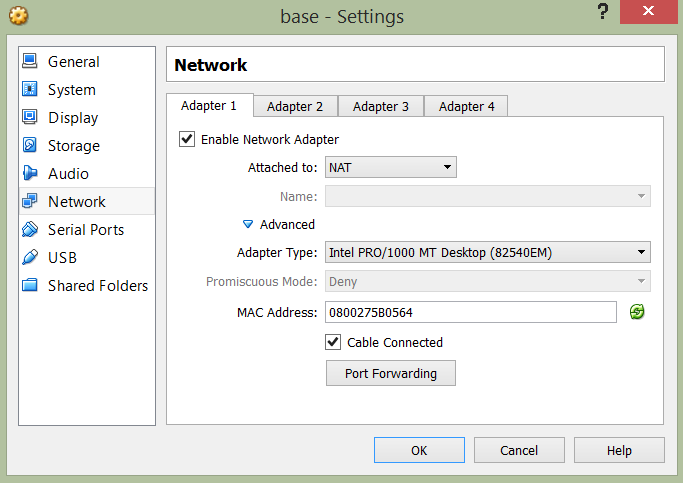 base - Settings
?
General
System
Display
Storage
Audio
Network
Serial Ports
USB
Shared Folders
Network
Adapter 1 Adapter 2 Adapter 3 Adapter 4
Enable Network Adapter
Attached to: NAT
Name:
Advanced
Adapter Type: Intel PRO/1000 MT Desktop (82540EM)
Promiscuous Mode: Deny
MAC Address: 0800275B0564
Cable Connected
Port Forwarding
OK Cancel Help